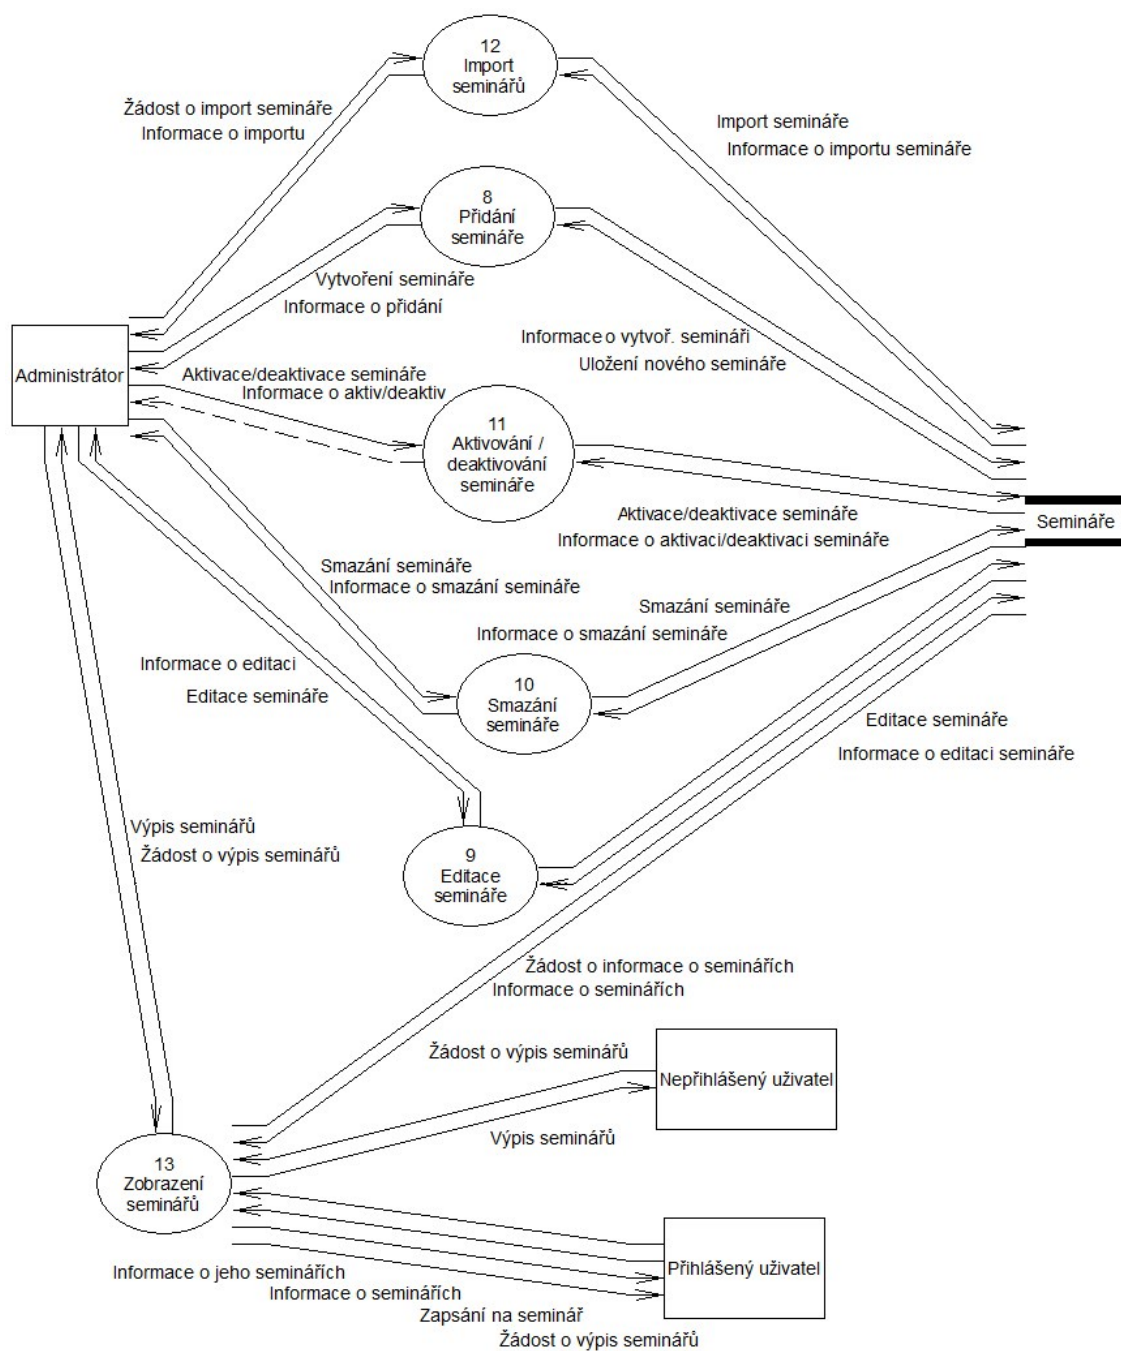 12
Import
seminářů
Žádost o import semináře
Informace o importu
Import semináře
Informace o importu semináře
8
Přidání
semináře
Vytvoření semináře
Informace o přidání
Informace o vytvoř. semináři
Uložení nového semináře
Administrátor
Aktivace/deaktivace semináře
Informace o aktiv/deaktiv
11
Aktivování /
deaktivování
semináře
Aktivace/deaktivace semináře
Informace o aktivaci/deaktivaci semináře
Semináře
Smazání semináře
Informace o smazání semináře
Smazání semináře
Informace o smazání semináře
Informace o editaci
Editace semináře
10
Smazání
semináře
Editace semináře
Informace o editaci semináře
Výpis seminářů
Žádost o výpis seminářů
9
Editace
semináře
Žádost o informace o seminářích
Informace o seminářích
Žádost o výpis seminářů
Nepřihlášený uživatel
Výpis seminářů
13
Zobrazení
seminářů
Přihlášený uživatel
Informace o jeho seminářích
Informace o seminářích
Zapsání na seminář
Žádost o výpis seminářů